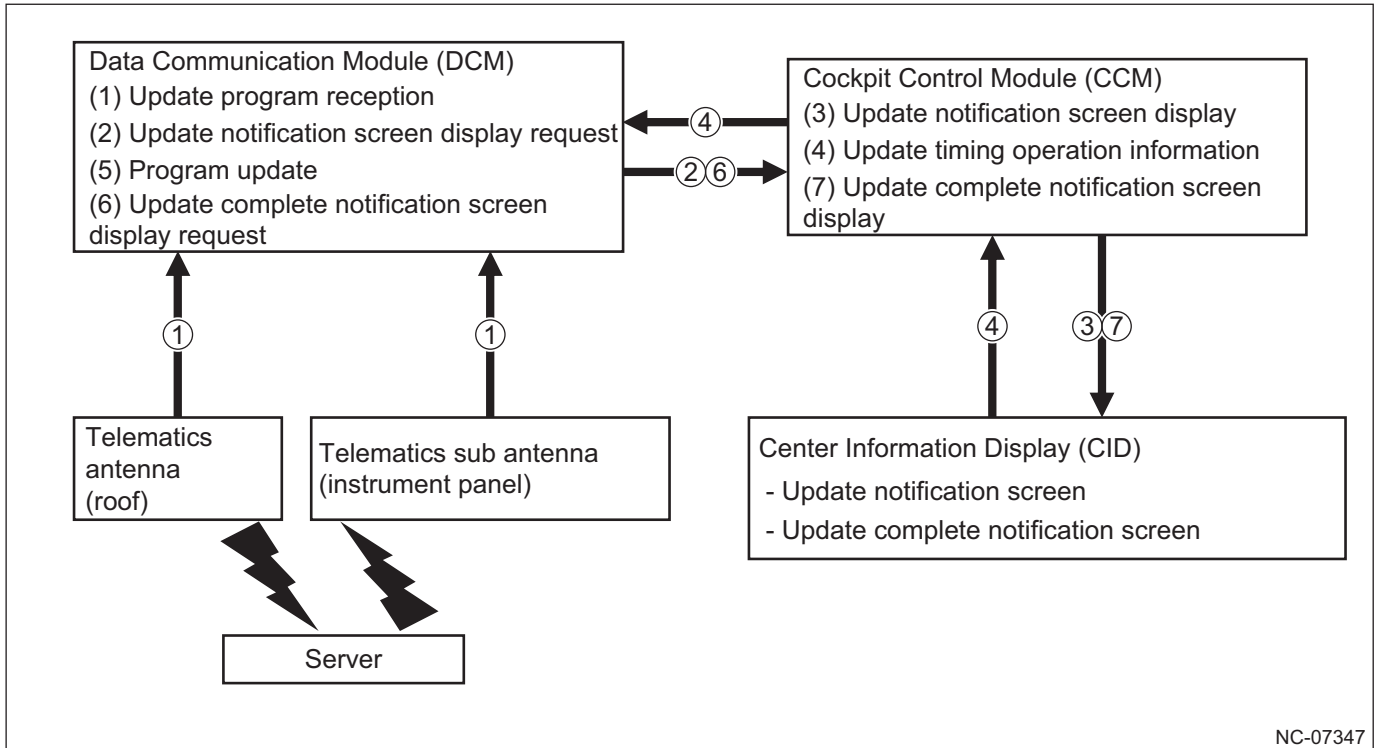 Data Communication Module (DCM)
(1) Update program reception
(2) Update notification screen display request
(5) Program update
(6) Update complete notification screen
display request
Cockpit Control Module (CCM)
(3) Update notification screen display
(4) Update timing operation information
(7) Update complete notification screen
display
④
②⑥
①
①
④
③⑦
Telematics
antenna
(roof)
Telematics sub antenna
(instrument panel)
Center Information Display (CID)
- Update notification screen
- Update complete notification screen
Server
NC-07347